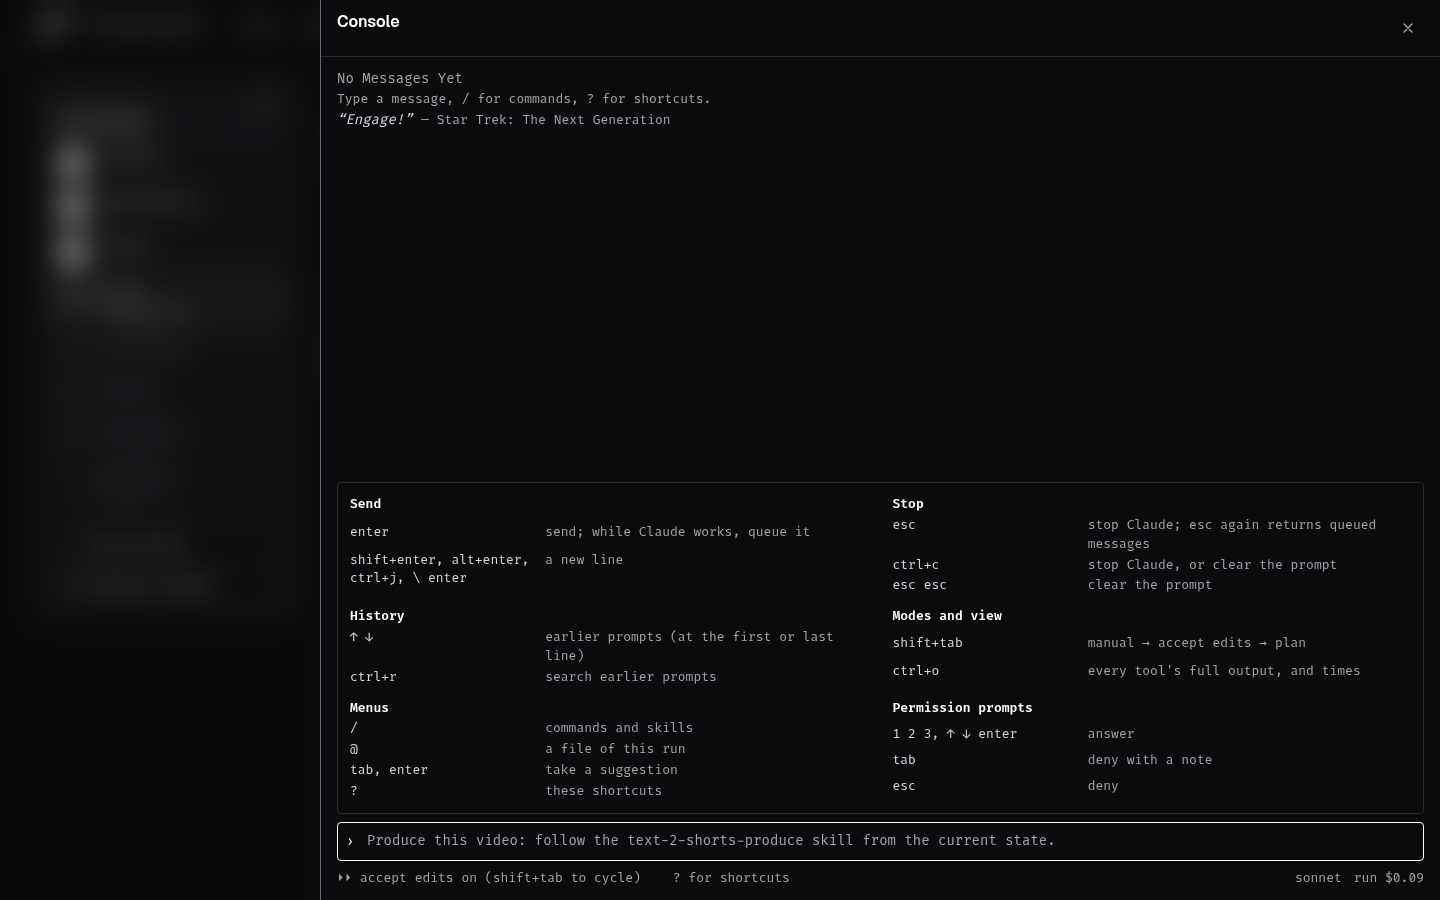 Console
No Messages Yet
Type a message, / for commands, ? for shortcuts.
“Engage!” — Star Trek: The Next Generation
Send
enter send; while Claude works, queue it
shift+enter, alt+enter, a new line
ctrl+j, \ enter
History
↑ ↓ earlier prompts (at the first or last
line)
ctrl+r search earlier prompts
Menus
/ commands and skills
@ a file of this run
tab, enter take a suggestion
? these shortcuts
Stop
esc stop Claude; esc again returns queued
messages
ctrl+c stop Claude, or clear the prompt
esc esc clear the prompt
Modes and view
shift+tab manual → accept edits → plan
ctrl+o every tool's full output, and times
Permission prompts
1 2 3, ↑ ↓ enter answer
tab deny with a note
esc deny
› Produce this video: follow the text-2-shorts-produce skill from the current state.
accept edits on (shift+tab to cycle) ? for shortcuts sonnet run $0.09